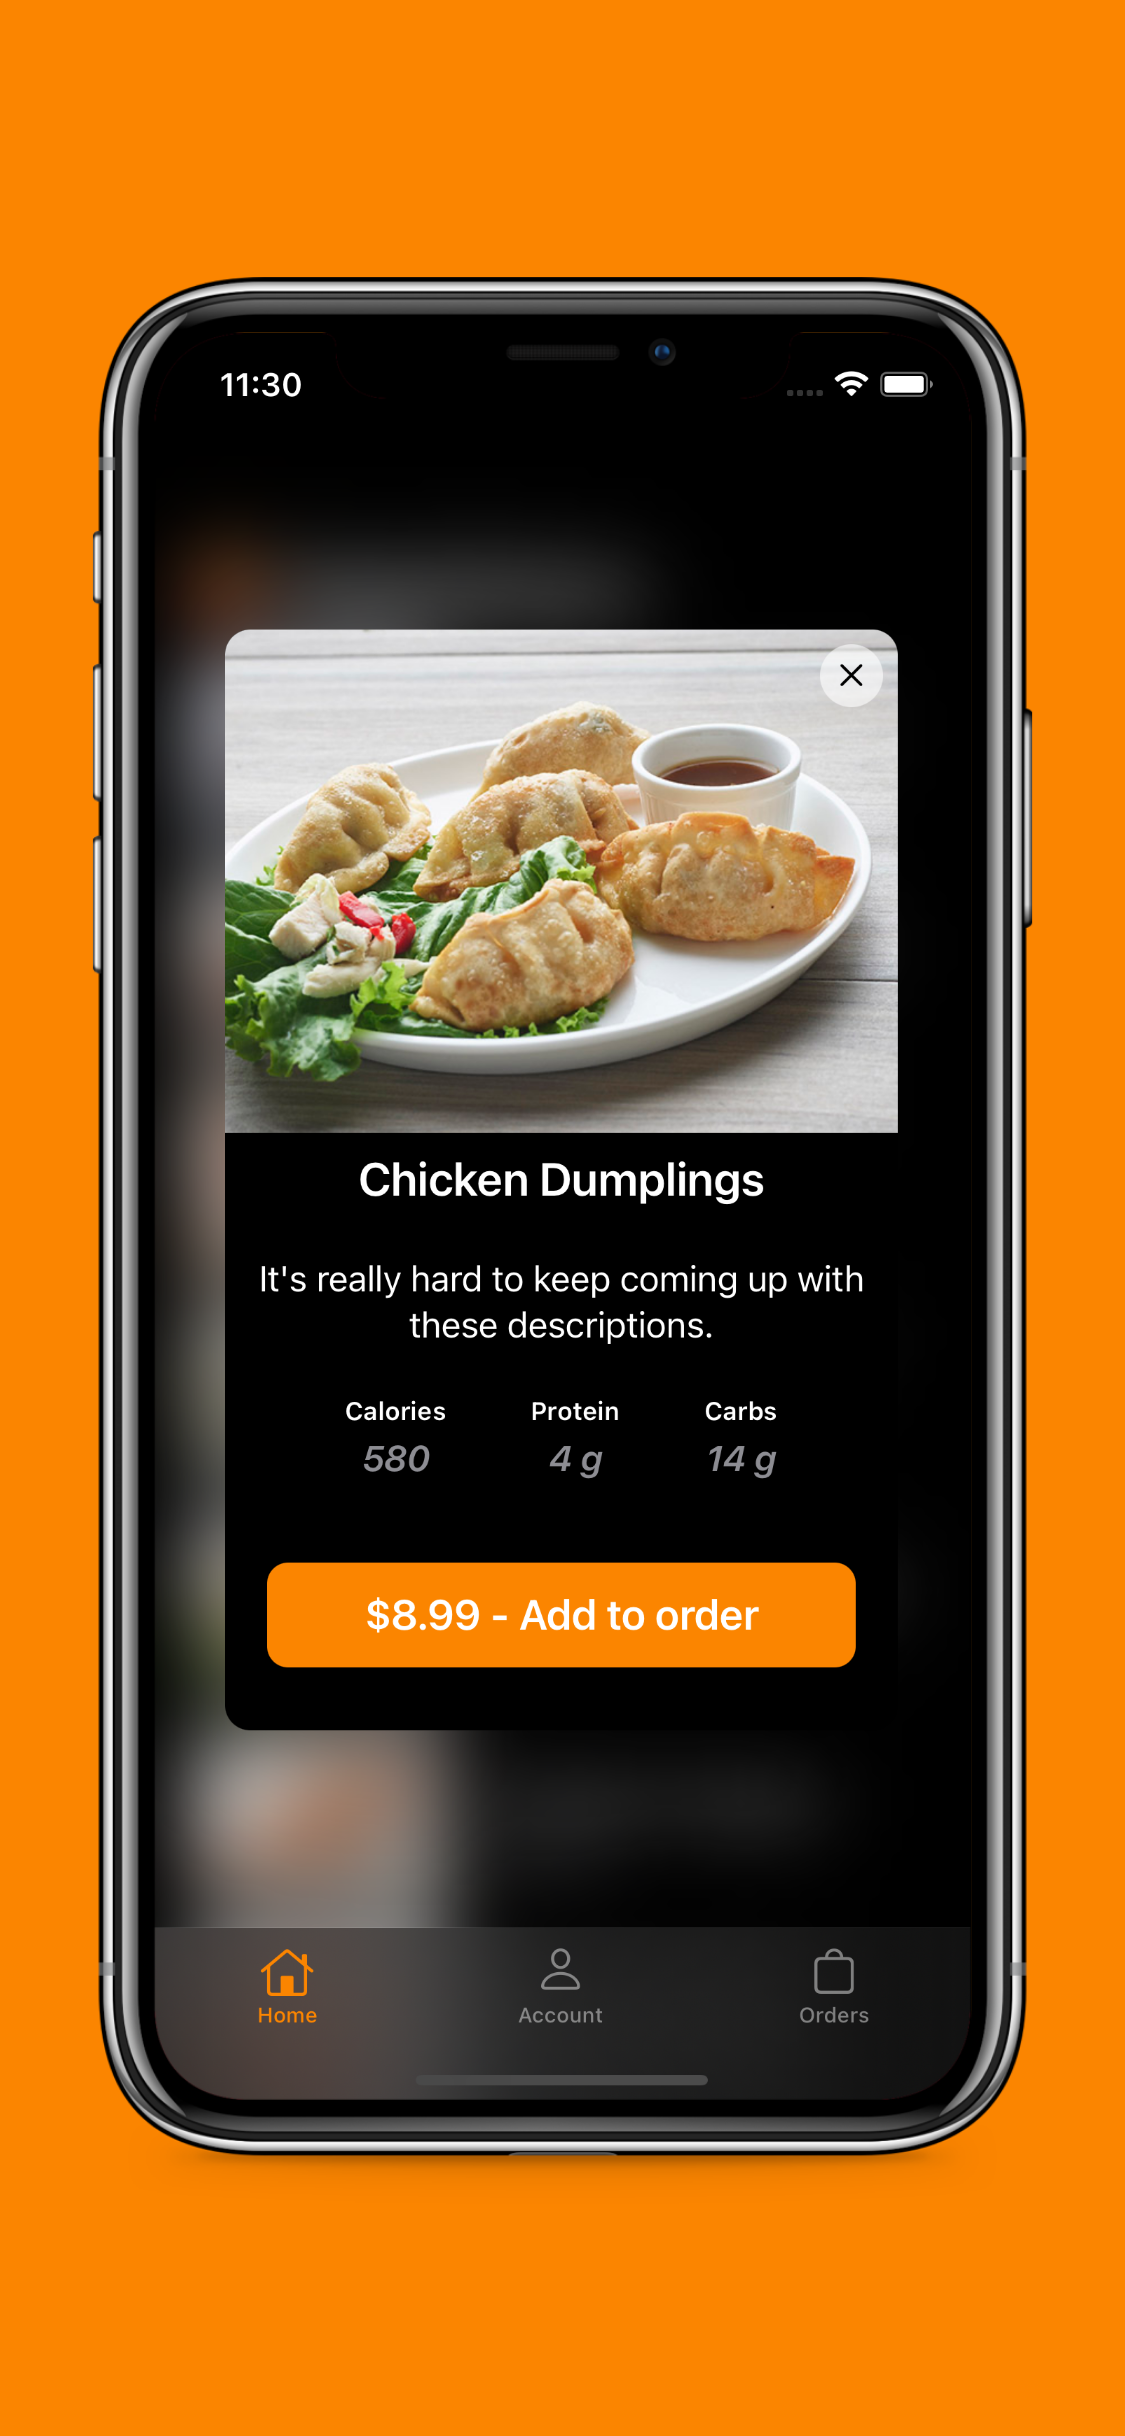 11:30
Chicken Dumplings
It's really hard to keep coming up with
these descriptions.
Calories Protein Carbs
580 4 g 14 g
$8.99 - Add to order
Home Account Orders